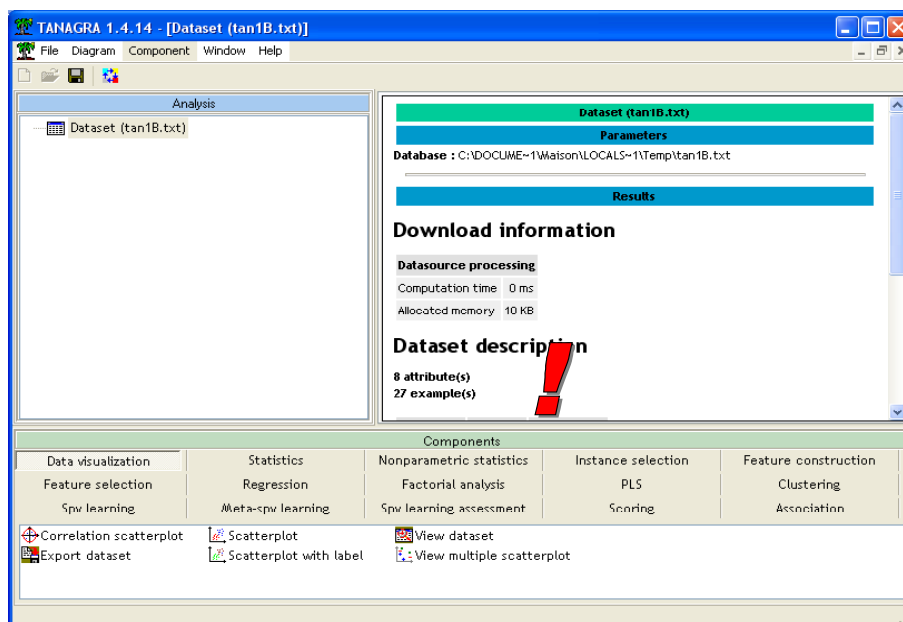 TANAGRA 1.4.14 - [Dataset (tan1B.txt)]
File Diagram Component Window Help
Analysis
Dataset (tan1B.txt)
Dataset (tan1B.txt)
Parameters
Database : C:\DOCUME~1\Maison\LOCALS~1\Temp\tan1B.txt
Results
Download information
Datasource processing
Computation time 0 ms
Allocated memory 10 KB
Dataset description
8 attribute(s)
27 example(s)
Components
Data visualization Statistics Nonparametric statistics Instance selection Feature construction
Feature selection Regression Factorial analysis PLS Clustering
Spv learning Meta-spv learning Spv learning assessment Scoring Association
Correlation scatterplot Scatterplot View dataset
Export dataset Scatterplot with label View multiple scatterplot